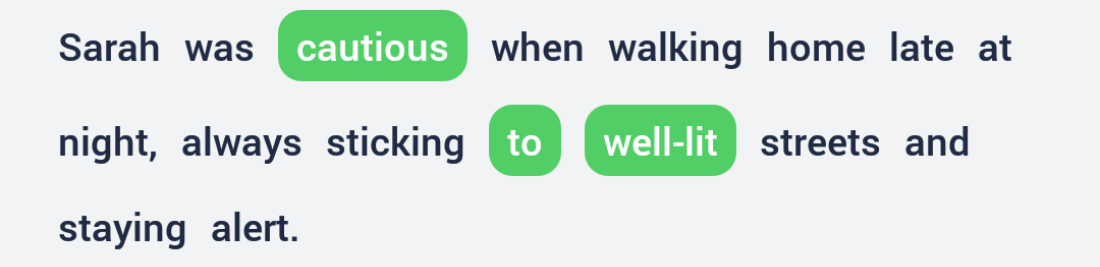 Sarah was cautious when walking home late at
night, always sticking to well-lit streets and
staying alert.